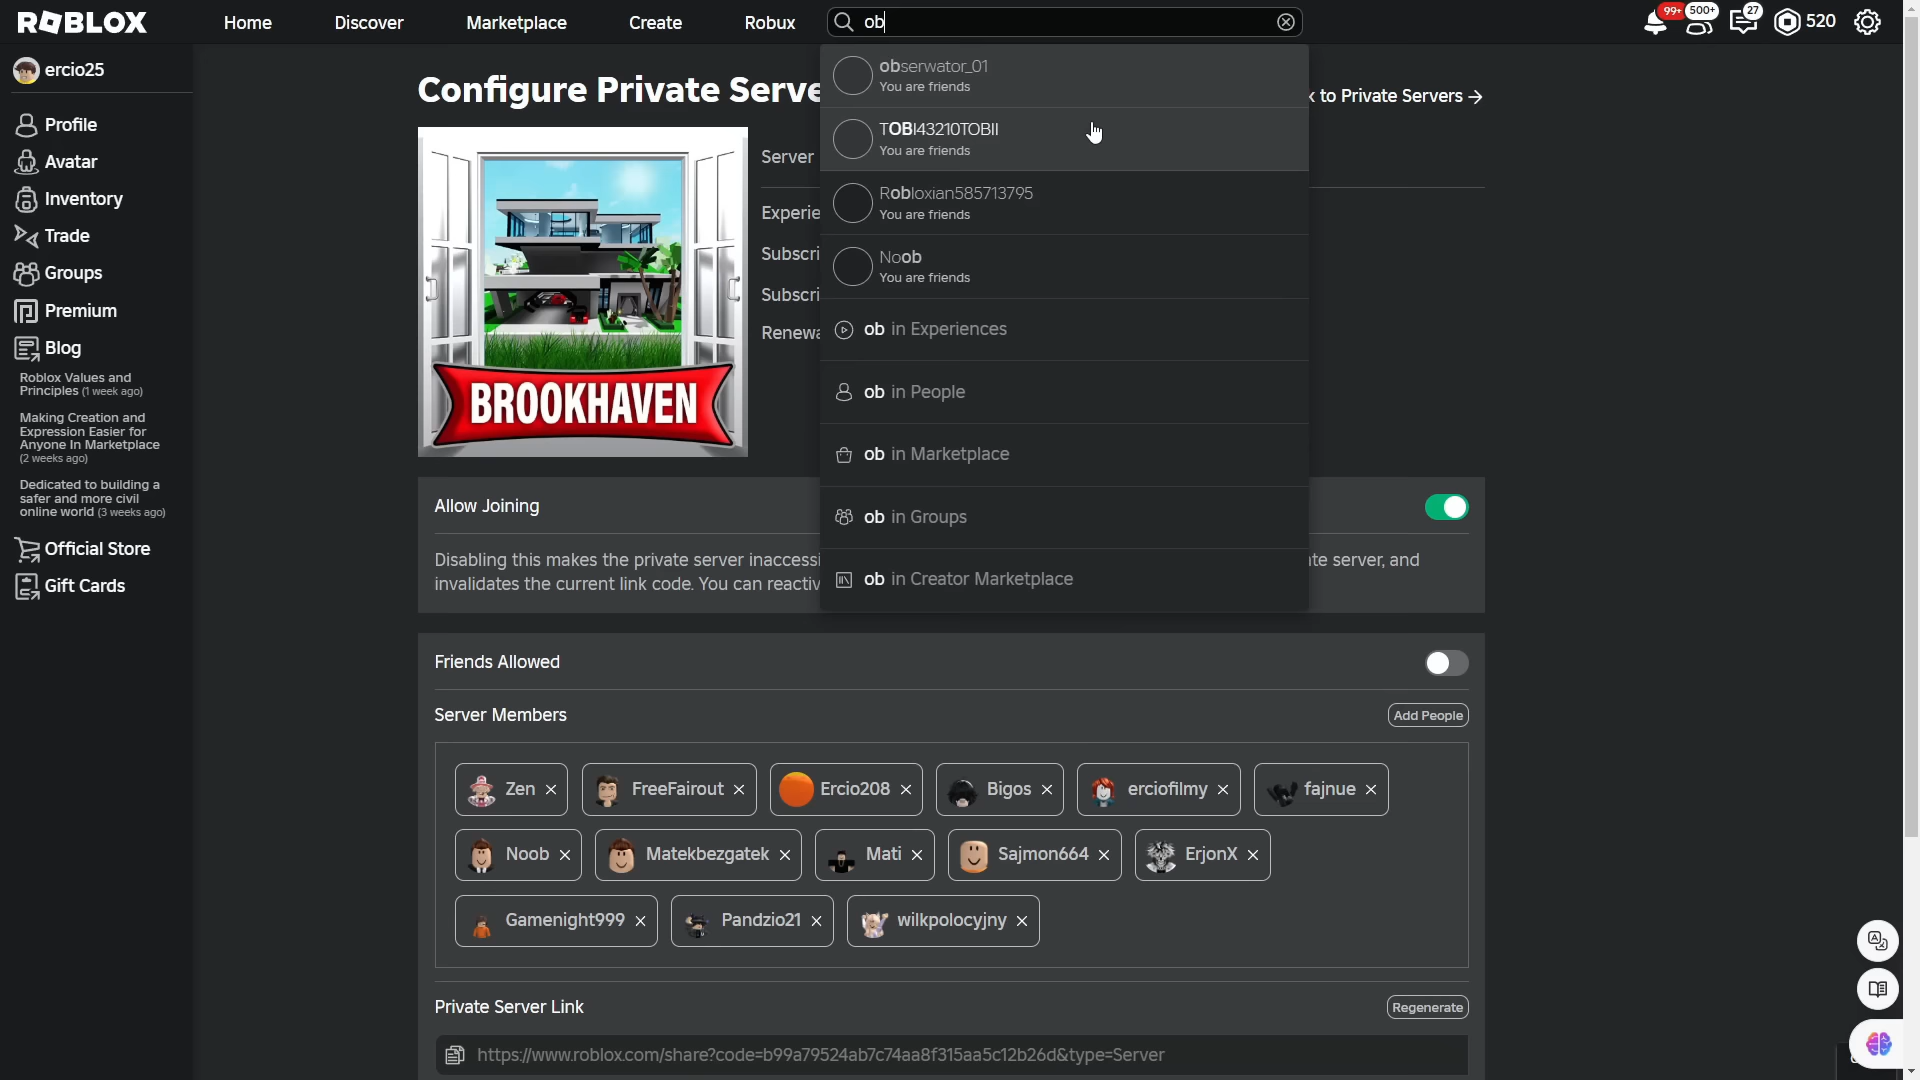 ROBLOX
Home
Discover
Marketplace
Create
Robux
ob
99+
500+
27
520
ercio25
Profile
Avatar
Inventory
Trade
Groups
Premium
Blog
Roblox Values and
Principles (1 week ago)
Making Creation and
Expression Easier for
Anyone In Marketplace
(2 weeks ago)
Dedicated to building a
safer and more civil
online world (3 weeks ago)
Official Store
Gift Cards
Configure Private Serve
to Private Servers →
BROOKHAVEN
Server
Experie
Subscri
Subscri
Renewa
obserwator_01
You are friends
TOBI43210TOBII
You are friends
Robloxian585713795
You are friends
Noob
You are friends
ob in Experiences
ob in People
ob in Marketplace
ob in Groups
ob in Creator Marketplace
Allow Joining
Disabling this makes the private server inaccessi te server, and
invalidates the current link code. You can reactiv
Friends Allowed
Server Members
Add People
Zen
FreeFairout
Ercio208
Bigos
erciofilmy
fajnue
Noob
Matekbezgatek
Mati
Sajmon664
ErjonX
Gamenight999
Pandzio21
wilkpolocyjny
Private Server Link
Regenerate
https://www.roblox.com/share?code=b99a79524ab7c74aa8f315aa5c12b26d&type=Server